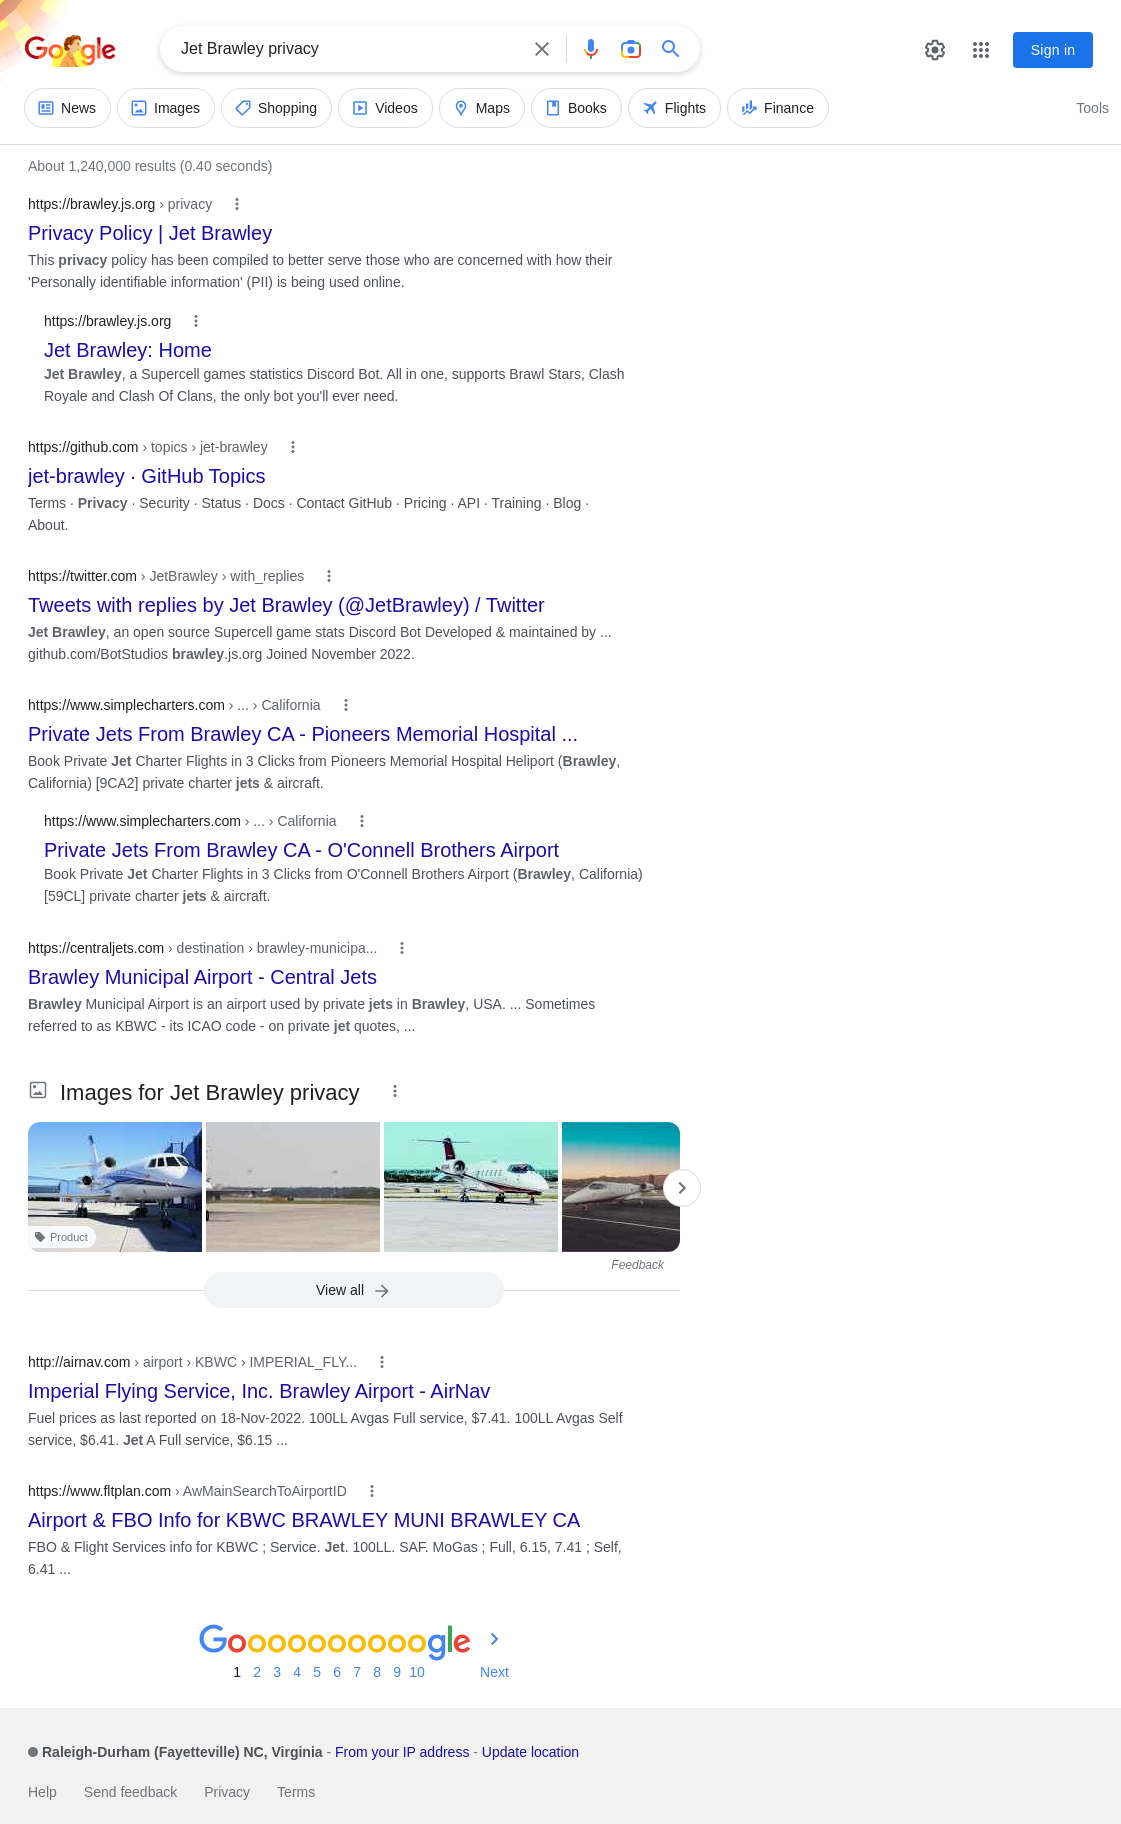 Google
Jet Brawley privacy
Sign in
News
Images
Shopping
Videos
Maps
Books
Flights
Finance
Tools
About 1,240,000 results (0.40 seconds)
https://brawley.js.org › privacy
Privacy Policy | Jet Brawley
This privacy policy has been compiled to better serve those who are concerned with how their
'Personally identifiable information' (PII) is being used online.
https://brawley.js.org
Jet Brawley: Home
Jet Brawley, a Supercell games statistics Discord Bot. All in one, supports Brawl Stars, Clash
Royale and Clash Of Clans, the only bot you'll ever need.
https://github.com › topics › jet-brawley
jet-brawley · GitHub Topics
Terms · Privacy · Security · Status · Docs · Contact GitHub · Pricing · API · Training · Blog ·
About.
https://twitter.com › JetBrawley › with_replies
Tweets with replies by Jet Brawley (@JetBrawley) / Twitter
Jet Brawley, an open source Supercell game stats Discord Bot Developed & maintained by ...
github.com/BotStudios brawley.js.org Joined November 2022.
https://www.simplecharters.com › ... › California
Private Jets From Brawley CA - Pioneers Memorial Hospital ...
Book Private Jet Charter Flights in 3 Clicks from Pioneers Memorial Hospital Heliport (Brawley,
California) [9CA2] private charter jets & aircraft.
https://www.simplecharters.com › ... › California
Private Jets From Brawley CA - O'Connell Brothers Airport
Book Private Jet Charter Flights in 3 Clicks from O'Connell Brothers Airport (Brawley, California)
[59CL] private charter jets & aircraft.
https://centraljets.com › destination › brawley-municipa...
Brawley Municipal Airport - Central Jets
Brawley Municipal Airport is an airport used by private jets in Brawley, USA. ... Sometimes
referred to as KBWC - its ICAO code - on private jet quotes, ...
Images for Jet Brawley privacy
Product
Feedback
View all
http://airnav.com › airport › KBWC › IMPERIAL_FLY...
Imperial Flying Service, Inc. Brawley Airport - AirNav
Fuel prices as last reported on 18-Nov-2022. 100LL Avgas Full service, $7.41. 100LL Avgas Self
service, $6.41. Jet A Full service, $6.15 ...
https://www.fltplan.com › AwMainSearchToAirportID
Airport & FBO Info for KBWC BRAWLEY MUNI BRAWLEY CA
FBO & Flight Services info for KBWC ; Service. Jet. 100LL. SAF. MoGas ; Full, 6.15, 7.41 ; Self,
6.41 ...
Goooooooooogle
1 2 3 4 5 6 7 8 9 10 Next
Raleigh-Durham (Fayetteville) NC, Virginia - From your IP address - Update location
Help Send feedback Privacy Terms